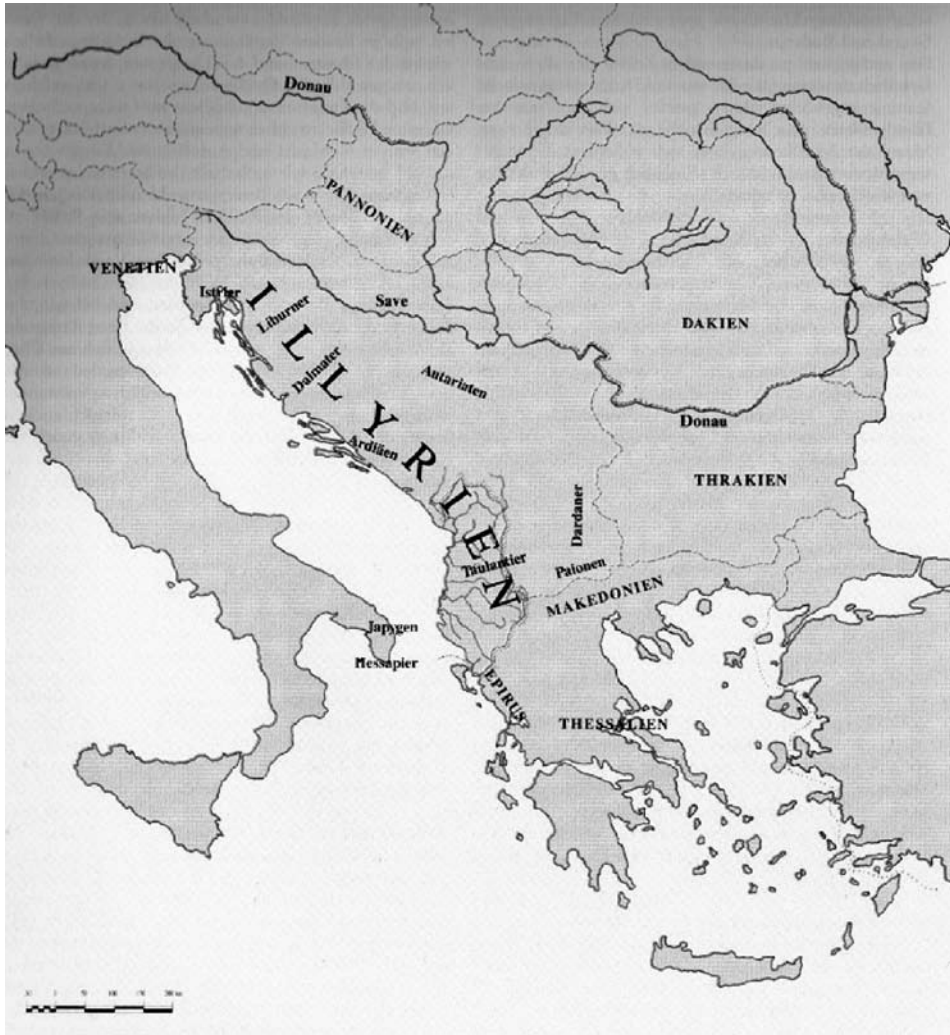 Donau
PANNONIEN
VENETIEN
Istrier
ILLYRIEN
Liburner
Save
DAKIEN
Dalmater
Autariaten
Donau
Ardiäen
THRAKIEN
Dardaner
Taulantier
Paionen
MAKEDONIEN
Japygen
Messapier
EPIRUS
THESSALIEN